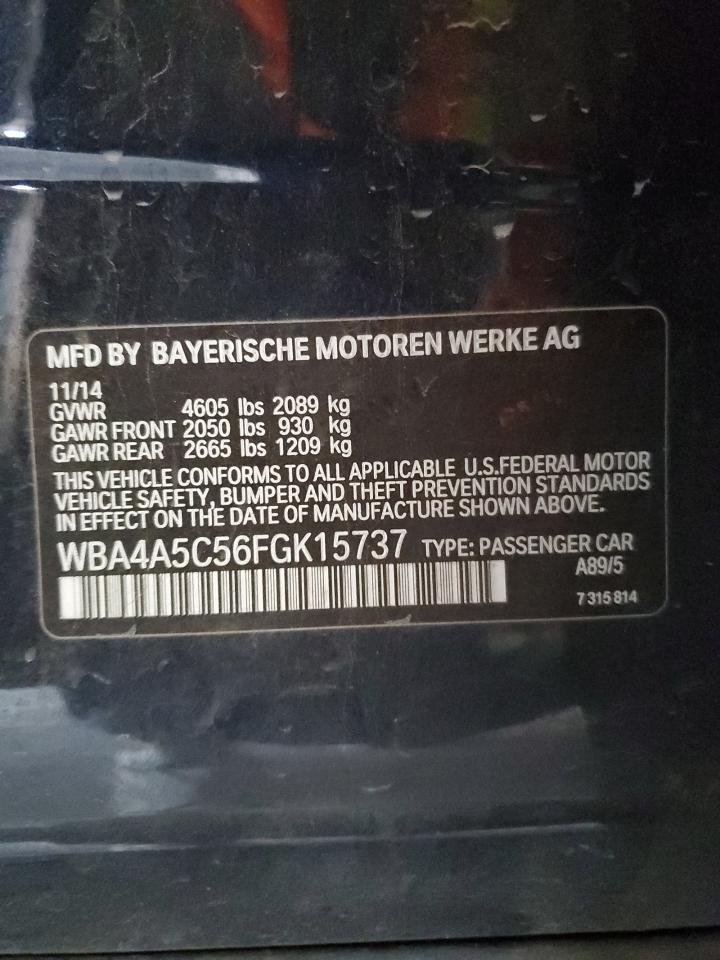 MFD BY BAYERISCHE MOTOREN WERKE AG
11/14
GVWR 4605 lbs 2089 kg
GAWR FRONT 2050 lbs 930 kg
GAWR REAR 2665 lbs 1209 kg
THIS VEHICLE CONFORMS TO ALL APPLICABLE U.S.FEDERAL MOTOR
VEHICLE SAFETY, BUMPER AND THEFT PREVENTION STANDARDS
IN EFFECT ON THE DATE OF MANUFACTURE SHOWN ABOVE.
WBA4A5C56FGK15737 TYPE: PASSENGER CAR
A89/5
7 315 814